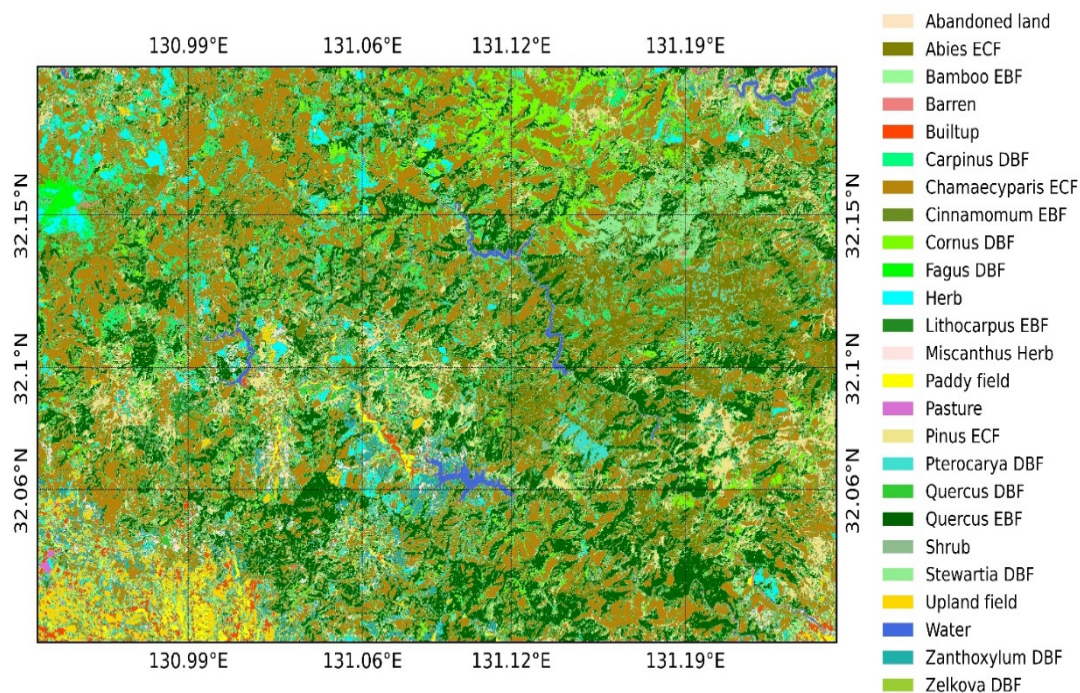 130.99°E 131.06°E 131.12°E 131.19°E
32.15°N 32.15°N
32.1°N 32.1°N
32.06°N 32.06°N
130.99°E 131.06°E 131.12°E 131.19°E
Abandoned land
Abies ECF
Bamboo EBF
Barren
Builtup
Carpinus DBF
Chamaecyparis ECF
Cinnamomum EBF
Cornus DBF
Fagus DBF
Herb
Lithocarpus EBF
Miscanthus Herb
Paddy field
Pasture
Pinus ECF
Pterocarya DBF
Quercus DBF
Quercus EBF
Shrub
Stewartia DBF
Upland field
Water
Zanthoxylum DBF
Zelkova DBF